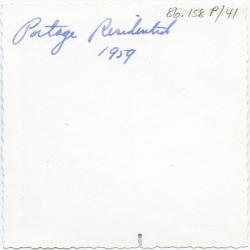 86.158 P/41
Portage Residential
1959